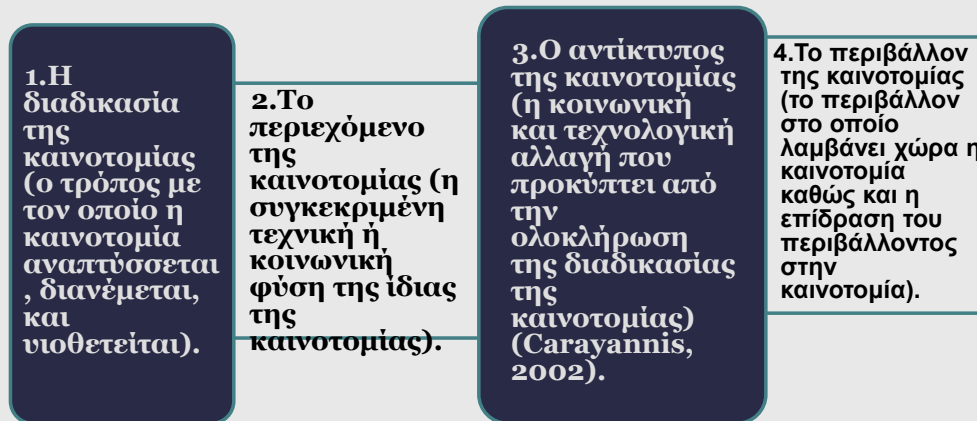 1.Η
διαδικασία
της
καινοτομίας
(ο τρόπος με
τον οποίο η
καινοτομία
αναπτύσσεται
, διανέμεται,
και
υιοθετείται).
2.Το
περιεχόμενο
της
καινοτομίας (η
συγκεκριμένη
τεχνική ή
κοινωνική
φύση της ίδιας
της
καινοτομίας).
3.Ο αντίκτυπος
της καινοτομίας
(η κοινωνική
και τεχνολογική
αλλαγή που
προκύπτει από
την
ολοκλήρωση
της διαδικασίας
της
καινοτομίας)
(Carayannis,
2002).
4.Το περιβάλλον
της καινοτομίας
(το περιβάλλον
στο οποίο
λαμβάνει χώρα η
καινοτομία
καθώς και η
επίδραση του
περιβάλλοντος
στην
καινοτομία).